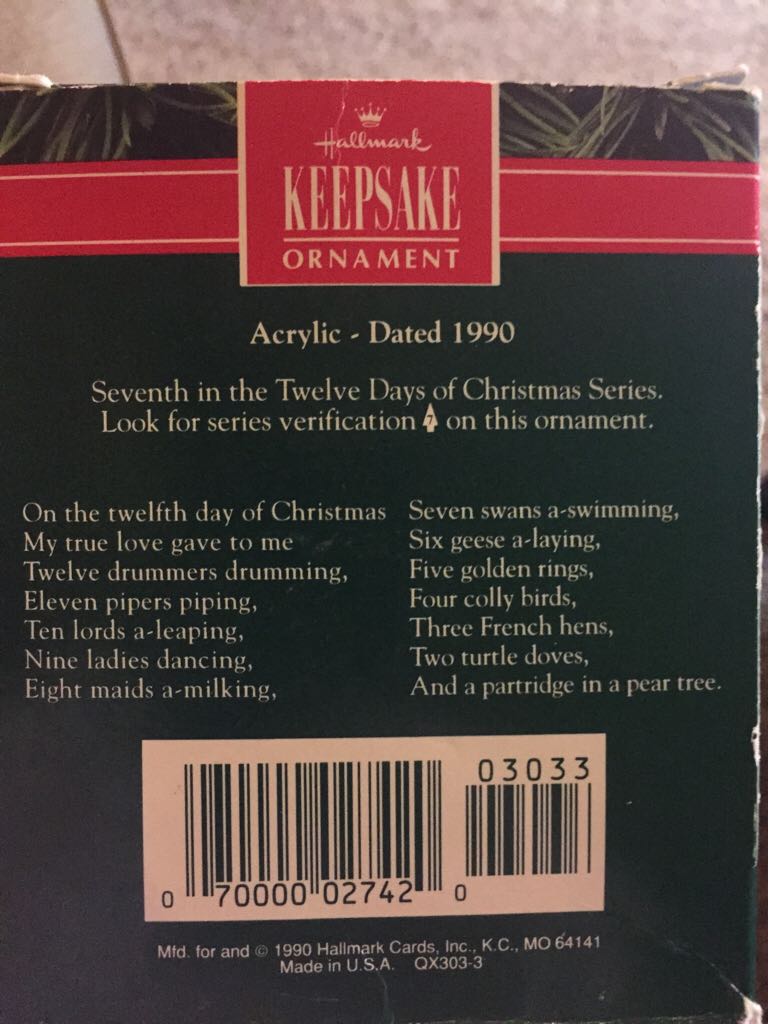 Hallmark
KEEPSAKE
ORNAMENT
Acrylic - Dated 1990
Seventh in the Twelve Days of Christmas Series.
Look for series verification 7 on this ornament.
On the twelfth day of Christmas
My true love gave to me
Twelve drummers drumming,
Eleven pipers piping,
Ten lords a-leaping,
Nine ladies dancing,
Eight maids a-milking,
Seven swans a-swimming,
Six geese a-laying,
Five golden rings,
Four colly birds,
Three French hens,
Two turtle doves,
And a partridge in a pear tree.
03033
0 70000 02742 0
Mfd. for and © 1990 Hallmark Cards, Inc., K.C., MO 64141
Made in U.S.A. QX303-3